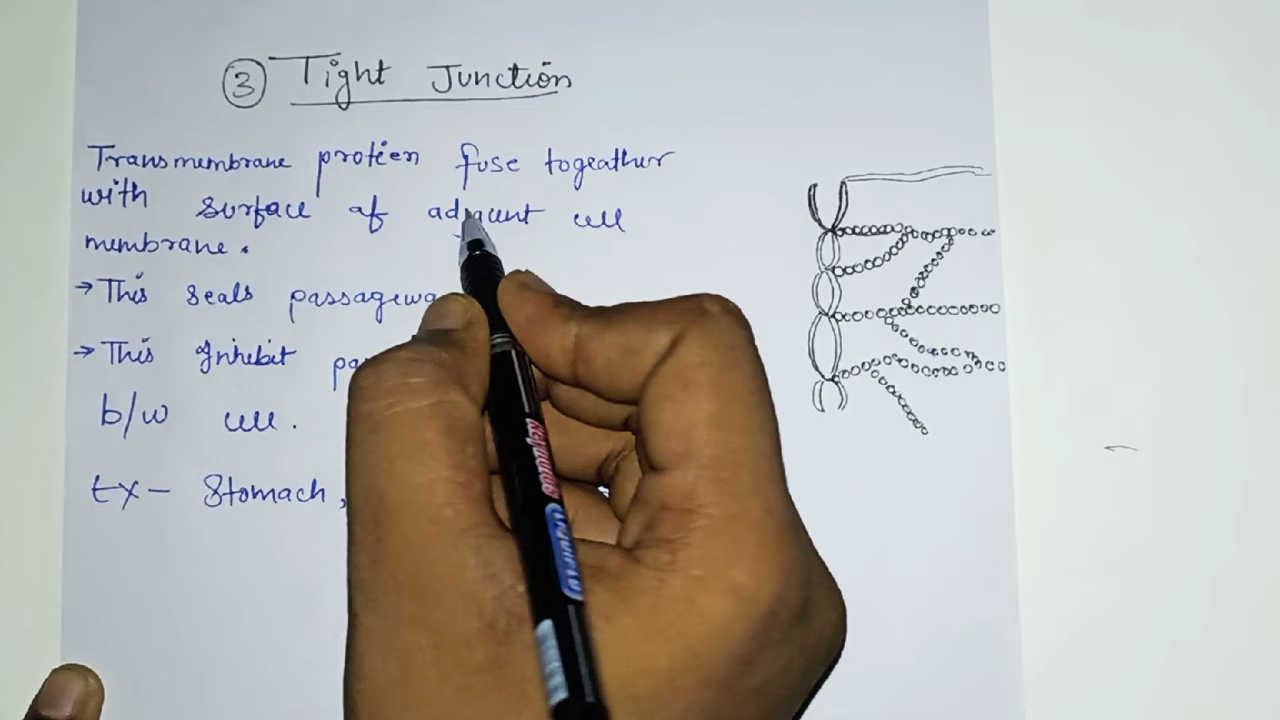 3 Tight Junction
Transmembrane protien fuse togeather
with surface of adjacent cell
membrane.
→ This seals passagewa
→ This Inhibit pa
b/w cell.
Ex- Stomach,